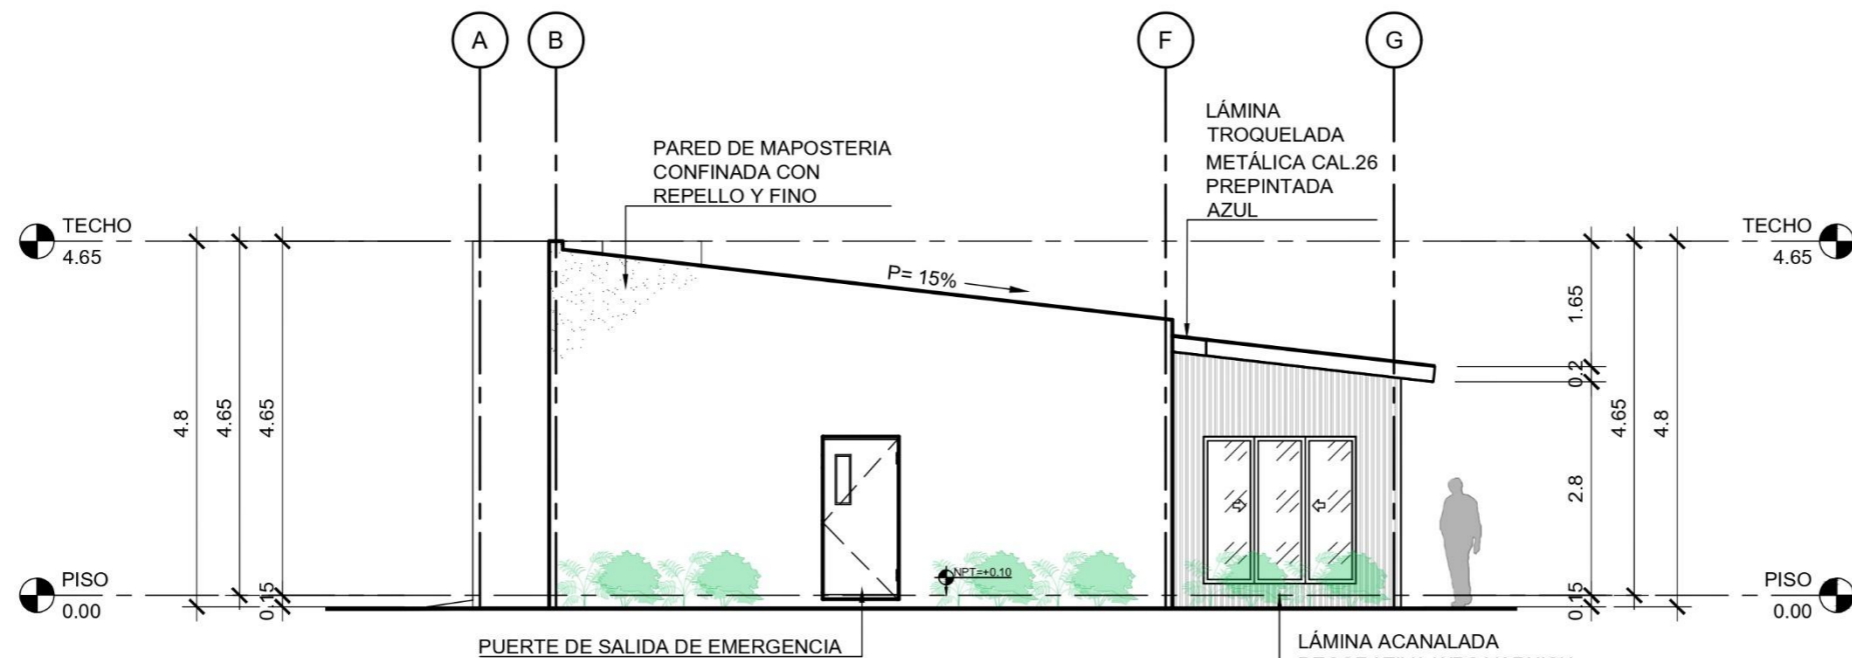 A
B
F
G
LÁMINA
TROQUELADA
METÁLICA CAL.26
PREPINTADA
AZUL
PARED DE MAPOSTERIA
CONFINADA CON
REPELLO Y FINO
TECHO
4.65
TECHO
4.65
P= 15%
1.65
0.2
4.8
4.65
4.65
4.65
4.8
2.8
NPT=+0.10
PISO
0.00
0.15
0.15
PISO
0.00
PUERTE DE SALIDA DE EMERGENCIA
LÁMINA ACANALADA